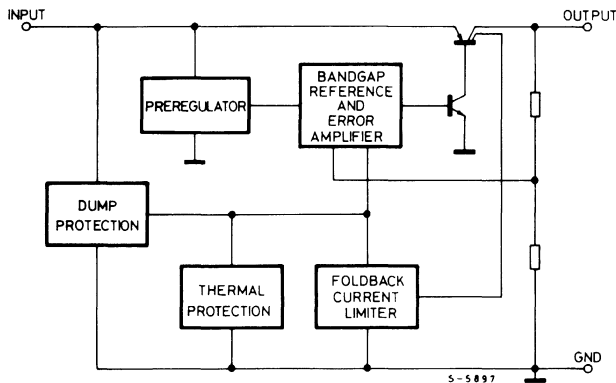 INPUT
OUTPUT
PREREGULATOR
BANDGAP
REFERENCE
AND
ERROR
AMPLIFIER
DUMP
PROTECTION
THERMAL
PROTECTION
FOLDBACK
CURRENT
LIMITER
GND
S-5897